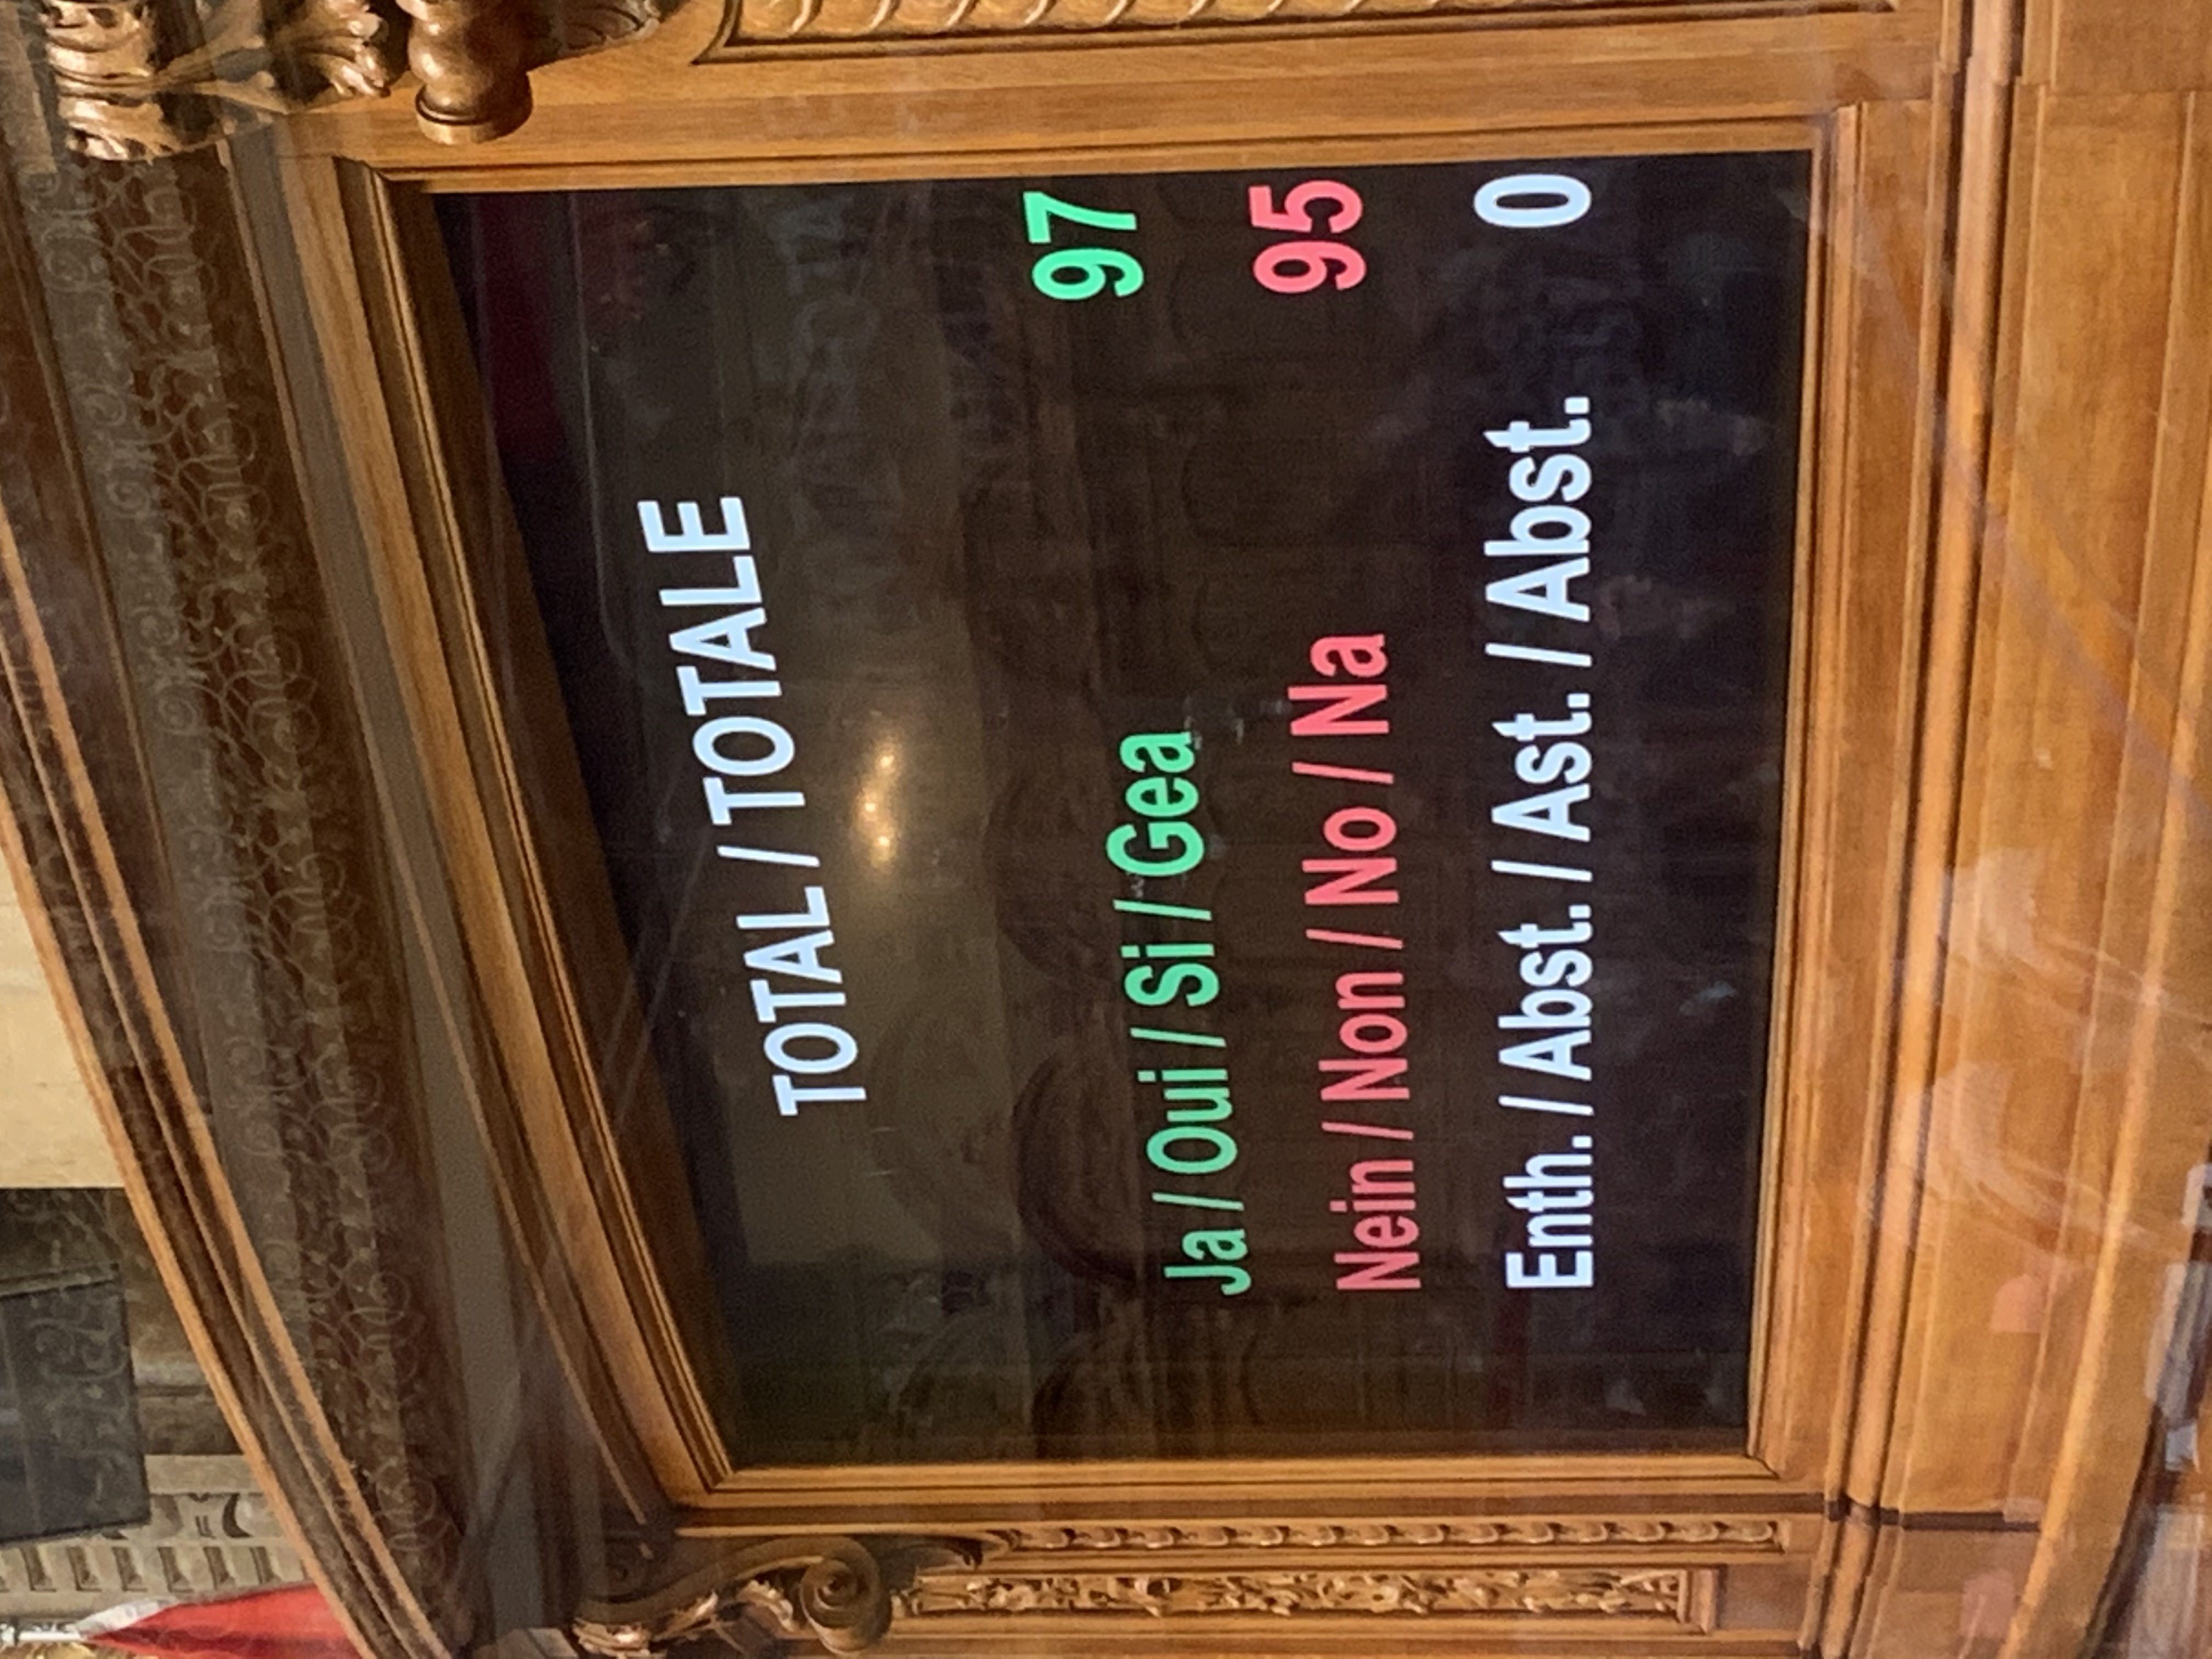 TOTAL / TOTALE
Ja / Oui / Si / Gea 97
Nein / Non / No / Na 95
Enth. / Abst. / Ast. / Abst. 0